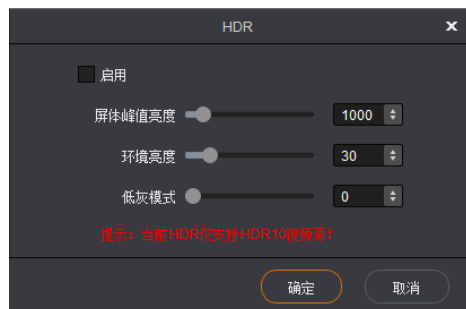 HDR
启用
屏体峰值亮度 1000
环境亮度 30
低灰模式 0
提示：当前HDR仅支持HDR10视频源！
确定 取消